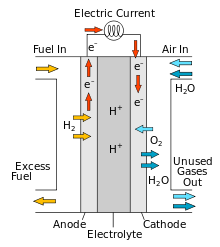 Electric Current
Fuel In
e⁻
Air In
e⁻
H₂O
e⁻
e⁻
H₂
H⁺
H⁺
O₂
H₂O
Excess
Fuel
Unused
Gases
Out
Anode
Cathode
Electrolyte